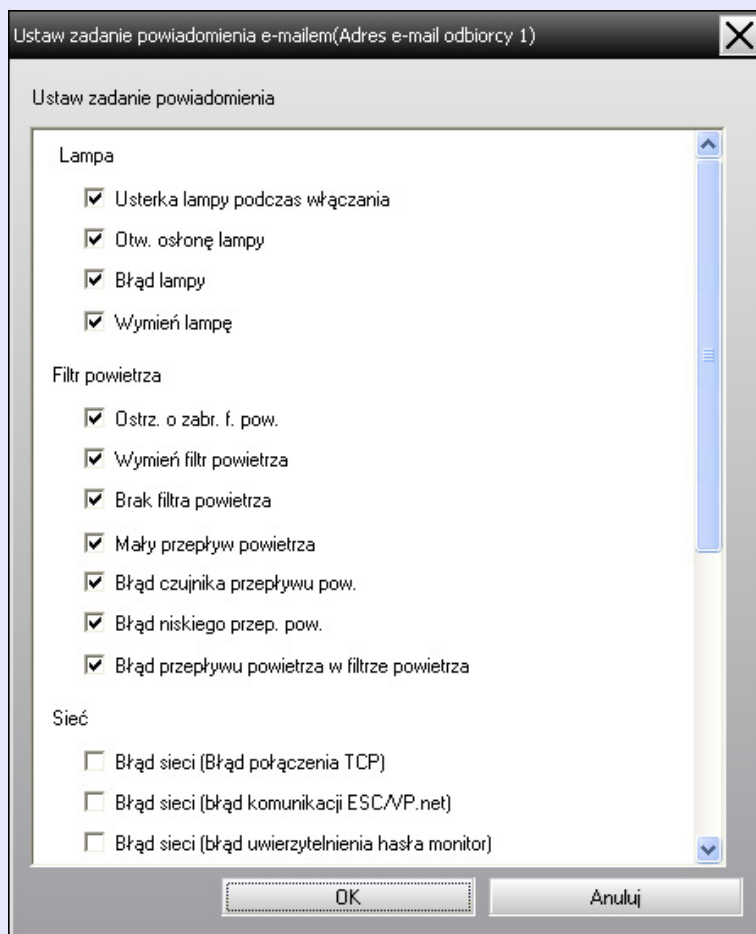 Ustaw zadanie powiadomienia e-mailem(Adres e-mail odbiorcy 1)
Ustaw zadanie powiadomienia
Lampa
Usterka lampy podczas włączania
Otw. osłonę lampy
Błąd lampy
Wymień lampę
Filtr powietrza
Ostrz. o zabr. f. pow.
Wymień filtr powietrza
Brak filtra powietrza
Mały przepływ powietrza
Błąd czujnika przepływu pow.
Błąd niskiego przep. pow.
Błąd przepływu powietrza w filtrze powietrza
Sieć
Błąd sieci (Błąd połączenia TCP)
Błąd sieci (błąd komunikacji ESC/VP.net)
Błąd sieci (błąd uwierzytelnienia hasła monitor)
OK
Anuluj